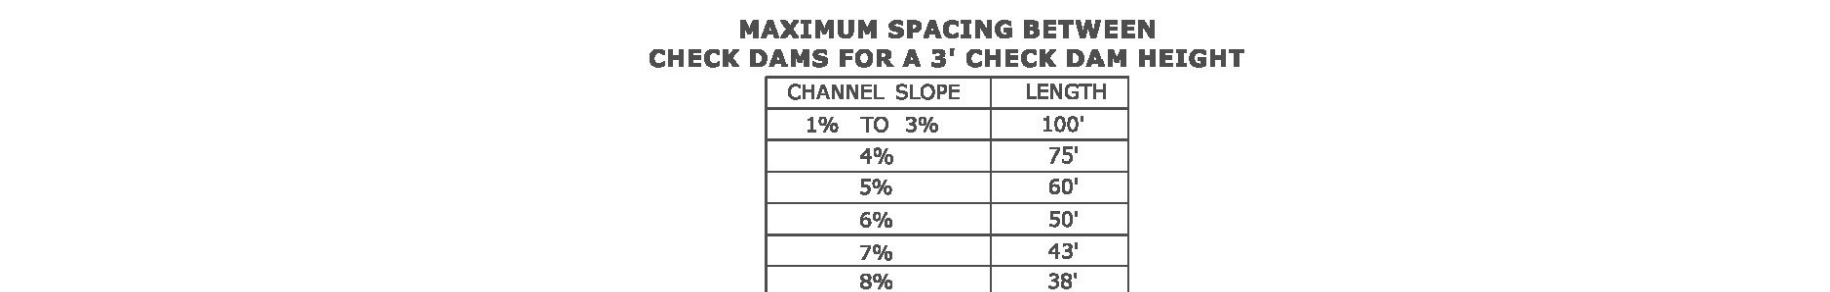 MAXIMUM SPACING BETWEEN
CHECK DAMS FOR A 3' CHECK DAM HEIGHT
CHANNEL SLOPE LENGTH
1% TO 3% 100'
4% 75'
5% 60'
6% 50'
7% 43'
8% 38'